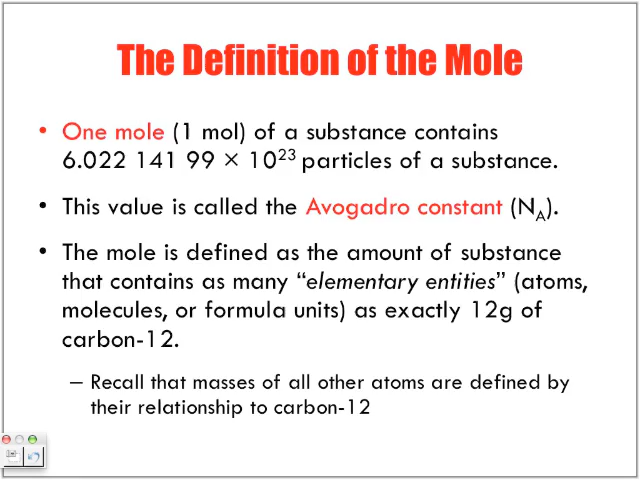 The Definition of the Mole
• One mole (1 mol) of a substance contains
6.022 141 99 × 10²³ particles of a substance.
• This value is called the Avogadro constant (N_A).
• The mole is defined as the amount of substance
that contains as many “elementary entities” (atoms,
molecules, or formula units) as exactly 12g of
carbon-12.
– Recall that masses of all other atoms are defined by
their relationship to carbon-12